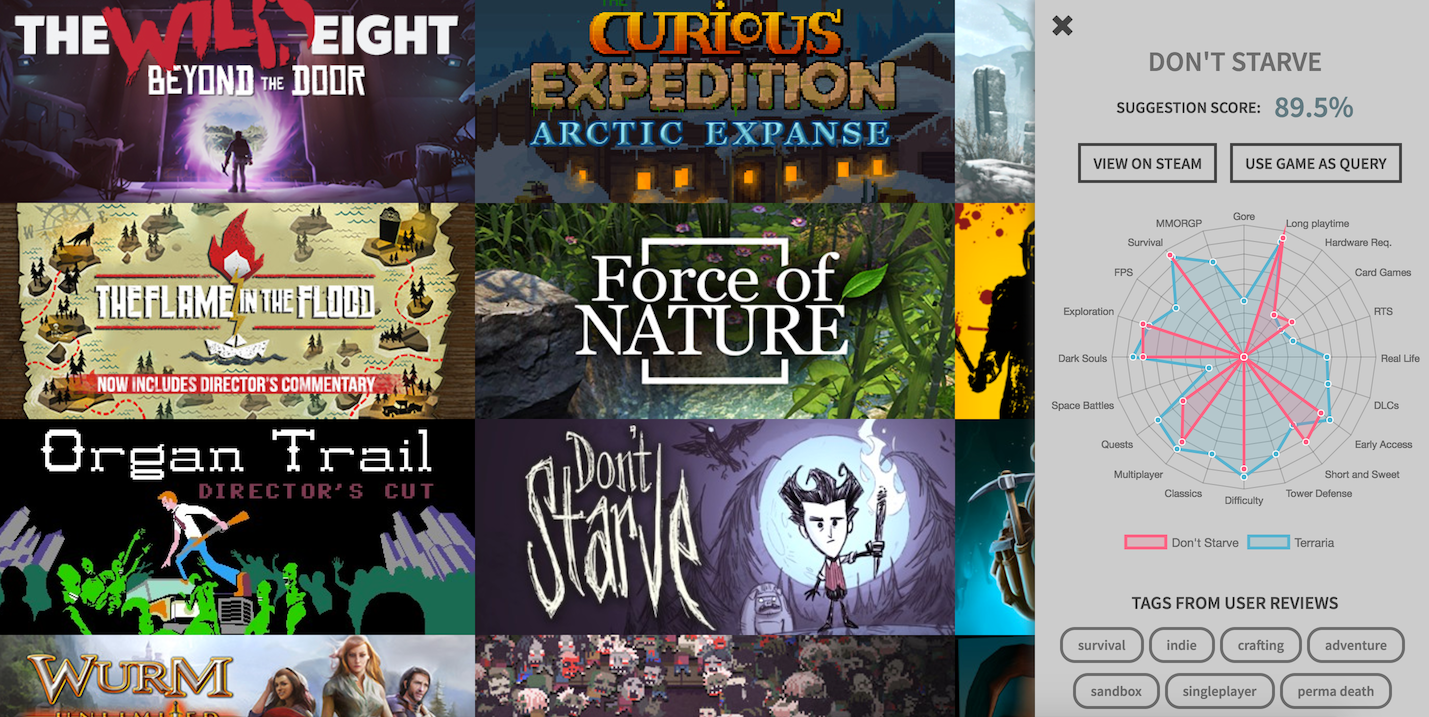 THE WILD EIGHT
BEYOND THE DOOR
THE
CURIOUS
EXPEDITION
ARCTIC EXPANSE
THE FLAME IN THE FLOOD
NOW INCLUDES DIRECTOR'S COMMENTARY
Force of
NATURE
Organ Trail
DIRECTOR'S CUT
Don't
Starve
WURM
UNLIMITED
DON'T STARVE
SUGGESTION SCORE: 89.5%
VIEW ON STEAM
USE GAME AS QUERY
Gore
Long playtime
Hardware Req.
Card Games
RTS
Real Life
DLCs
Early Access
Short and Sweet
Tower Defense
Difficulty
Classics
Multiplayer
Quests
Space Battles
Dark Souls
Exploration
FPS
Survival
MMORGP
Don't Starve
Terraria
TAGS FROM USER REVIEWS
survival
indie
crafting
adventure
sandbox
singleplayer
perma death